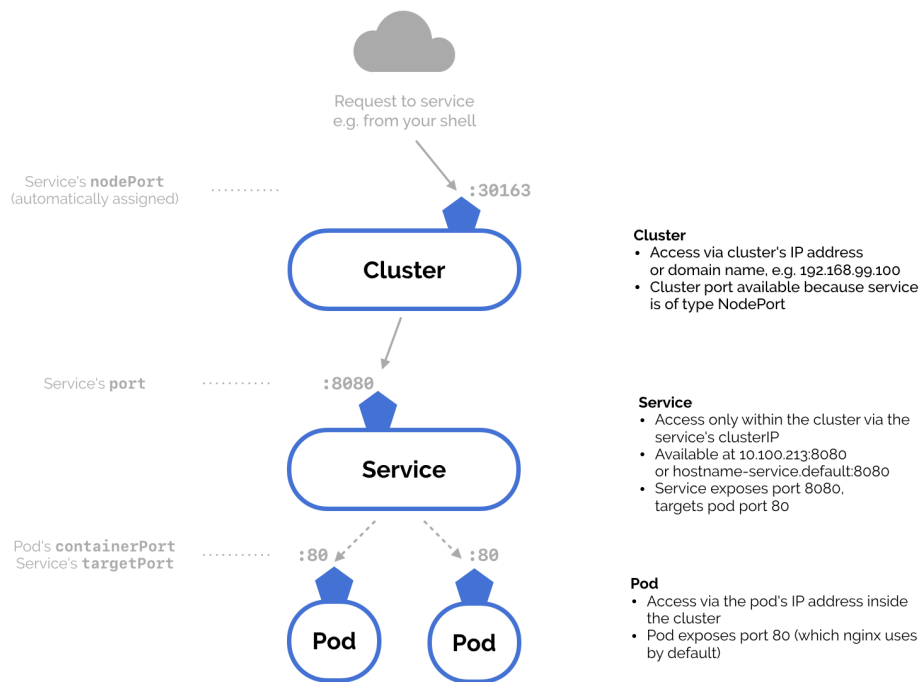 Request to service
e.g. from your shell
Service's nodePort
(automatically assigned)
:30163
Cluster
Cluster
• Access via cluster's IP address
or domain name, e.g. 192.168.99.100
• Cluster port available because service
is of type NodePort
Service's port
:8080
Service
Service
• Access only within the cluster via the
service's clusterIP
• Available at 10.100.213:8080
or hostname-service.default:8080
• Service exposes port 8080,
targets pod port 80
Pod's containerPort
Service's targetPort
:80
:80
Pod
Pod
Pod
• Access via the pod's IP address inside
the cluster
• Pod exposes port 80 (which nginx uses
by default)